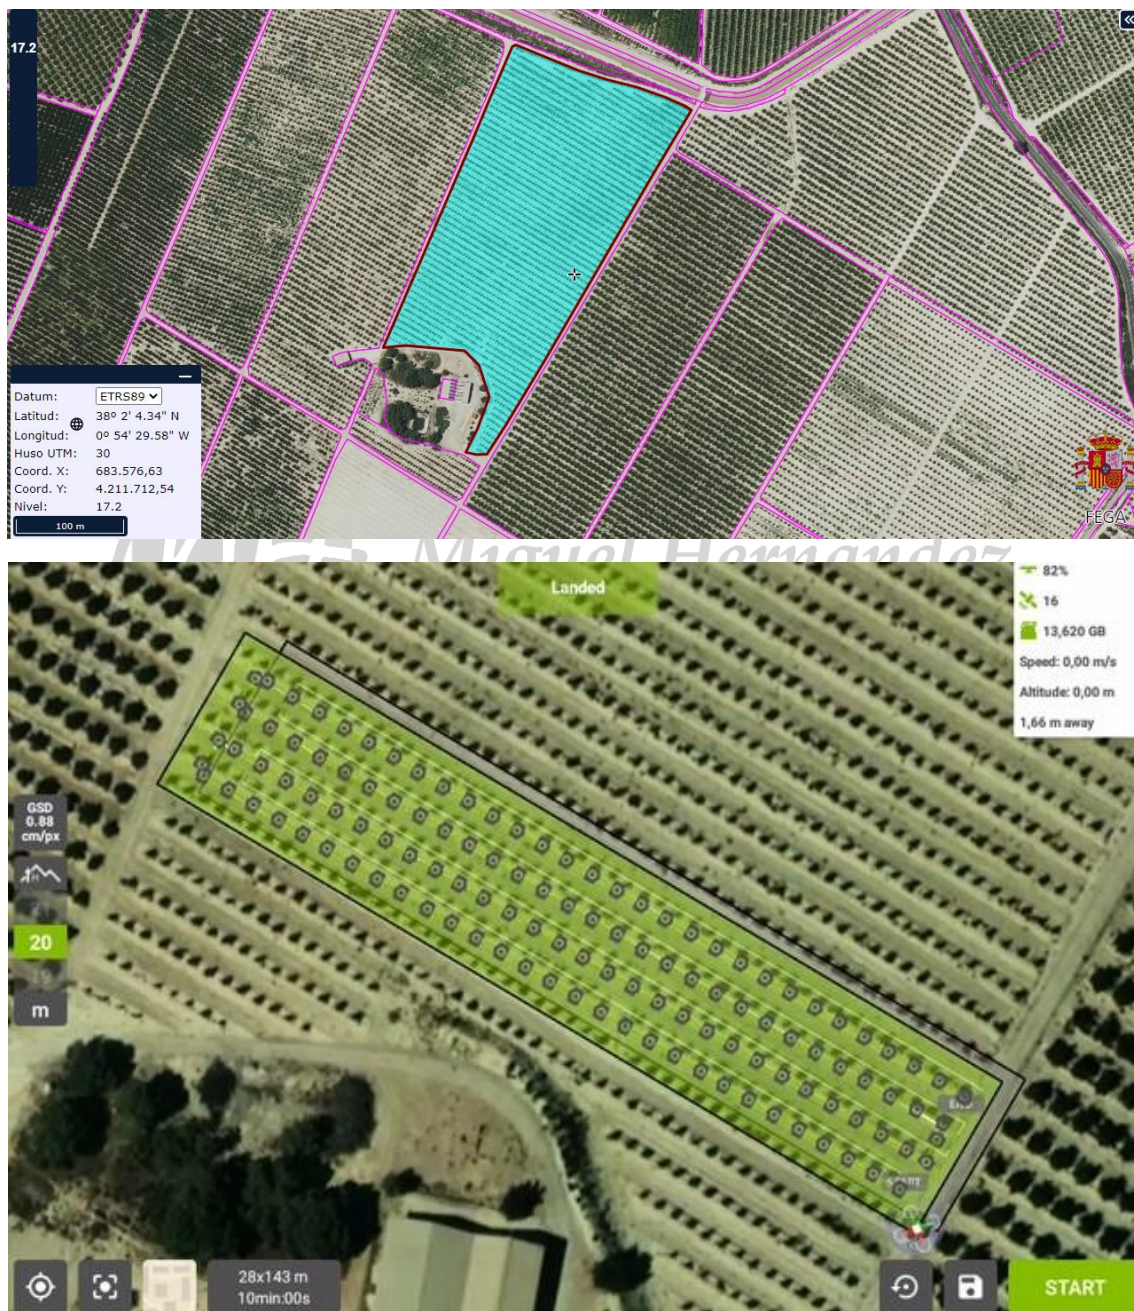 17.2
Datum: ETRS89
Latitud: 38º 2' 4.34" N
Longitud: 0º 54' 29.58" W
Huso UTM: 30
Coord. X: 683.576,63
Coord. Y: 4.211.712,54
Nivel: 17.2
100 m
FEGA
Miguel Hernández
Landed
82%
16
13,620 GB
Speed: 0,00 m/s
Altitude: 0,00 m
1,66 m away
GSD
0.88
cm/px
20
19
m
END
START
28x143 m
10min:00s
START